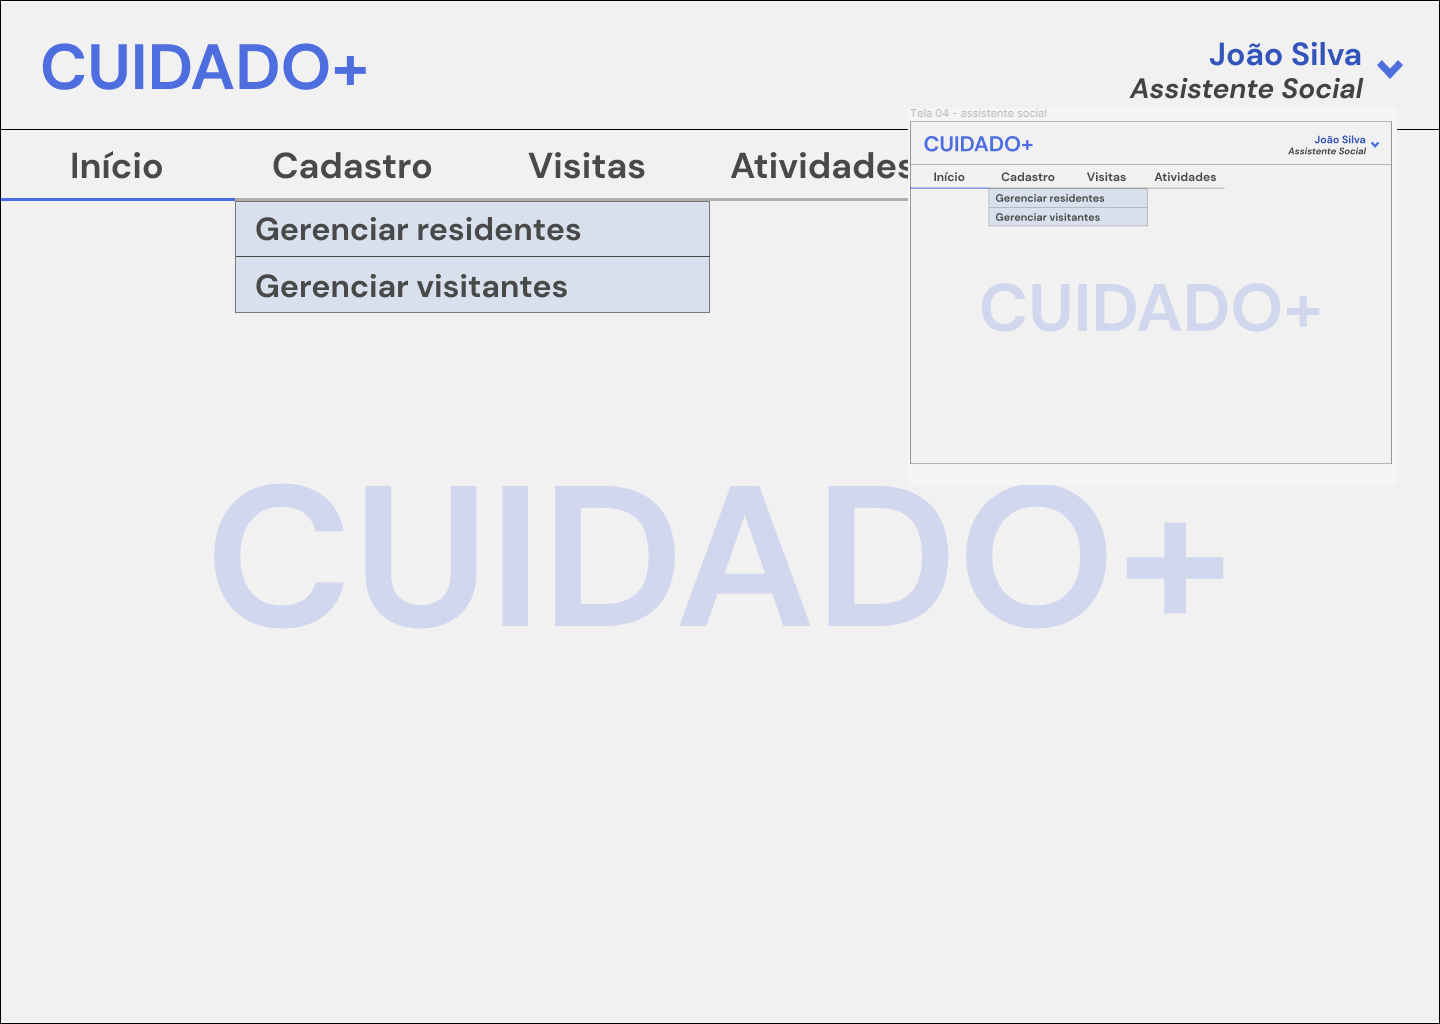 CUIDADO+
João Silva
Assistente Social
Início Cadastro Visitas Atividades
Gerenciar residentes
Gerenciar visitantes
CUIDADO+
Tela 04 - assistente social
CUIDADO+
João Silva
Assistente Social
Início Cadastro Visitas Atividades
Gerenciar residentes
Gerenciar visitantes
CUIDADO+